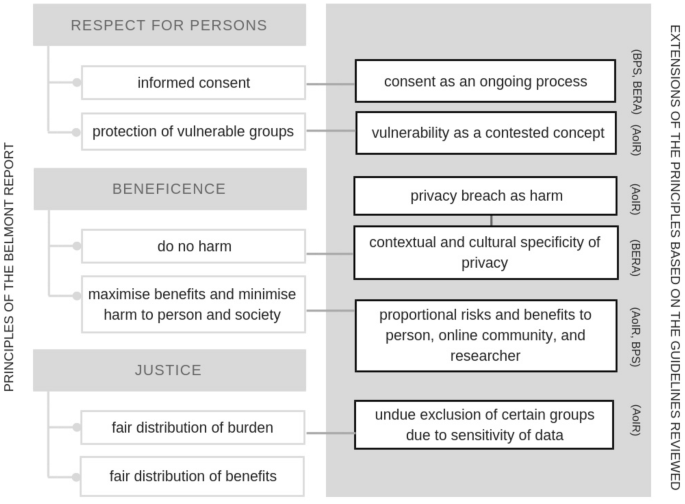 PRINCIPLES OF THE BELMONT REPORT
RESPECT FOR PERSONS
informed consent
protection of vulnerable groups
BENEFICENCE
do no harm
maximise benefits and minimise
harm to person and society
JUSTICE
fair distribution of burden
fair distribution of benefits
consent as an ongoing process
(BPS, BERA)
vulnerability as a contested concept
(AoIR)
privacy breach as harm
(AoIR)
contextual and cultural specificity of
privacy
(BERA)
proportional risks and benefits to
person, online community, and
researcher
(AoIR, BPS)
undue exclusion of certain groups
due to sensitivity of data
(AoIR)
EXTENSIONS OF THE PRINCIPLES BASED ON THE GUIDELINES REVIEWED